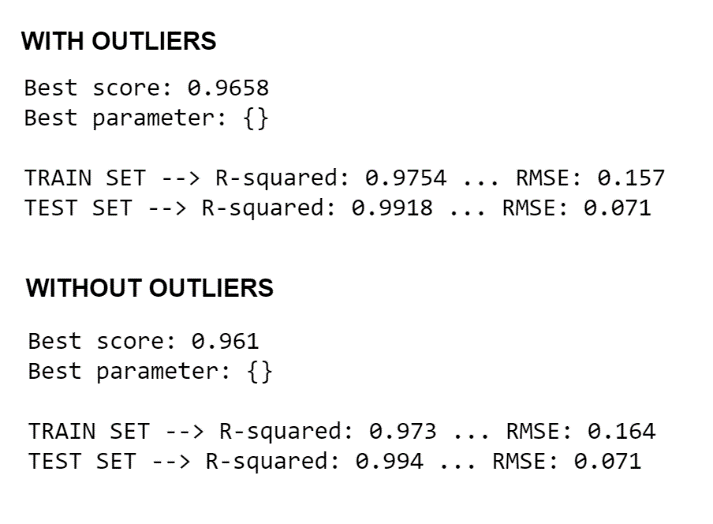 WITH OUTLIERS
Best score: 0.9658
Best parameter: {}
TRAIN SET --> R-squared: 0.9754 ... RMSE: 0.157
TEST SET --> R-squared: 0.9918 ... RMSE: 0.071
WITHOUT OUTLIERS
Best score: 0.961
Best parameter: {}
TRAIN SET --> R-squared: 0.973 ... RMSE: 0.164
TEST SET --> R-squared: 0.994 ... RMSE: 0.071